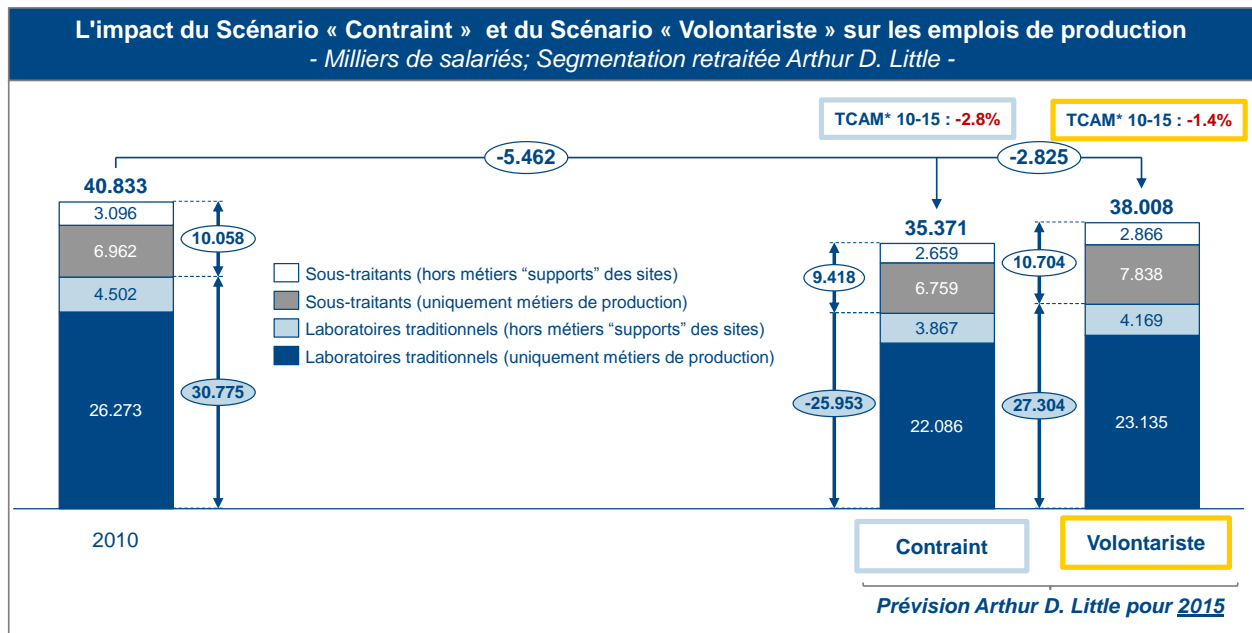 L'impact du Scénario « Contraint » et du Scénario « Volontariste » sur les emplois de production
- Milliers de salariés; Segmentation retraitée Arthur D. Little -
TCAM* 10-15 : -2.8%
TCAM* 10-15 : -1.4%
-5.462
-2.825
40.833
3.096
6.962
4.502
26.273
10.058
30.775
Sous-traitants (hors métiers “supports” des sites)
Sous-traitants (uniquement métiers de production)
Laboratoires traditionnels (hors métiers “supports” des sites)
Laboratoires traditionnels (uniquement métiers de production)
9.418
-25.953
35.371
2.659
6.759
3.867
22.086
10.704
27.304
38.008
2.866
7.838
4.169
23.135
2010
Contraint
Volontariste
Prévision Arthur D. Little pour 2015